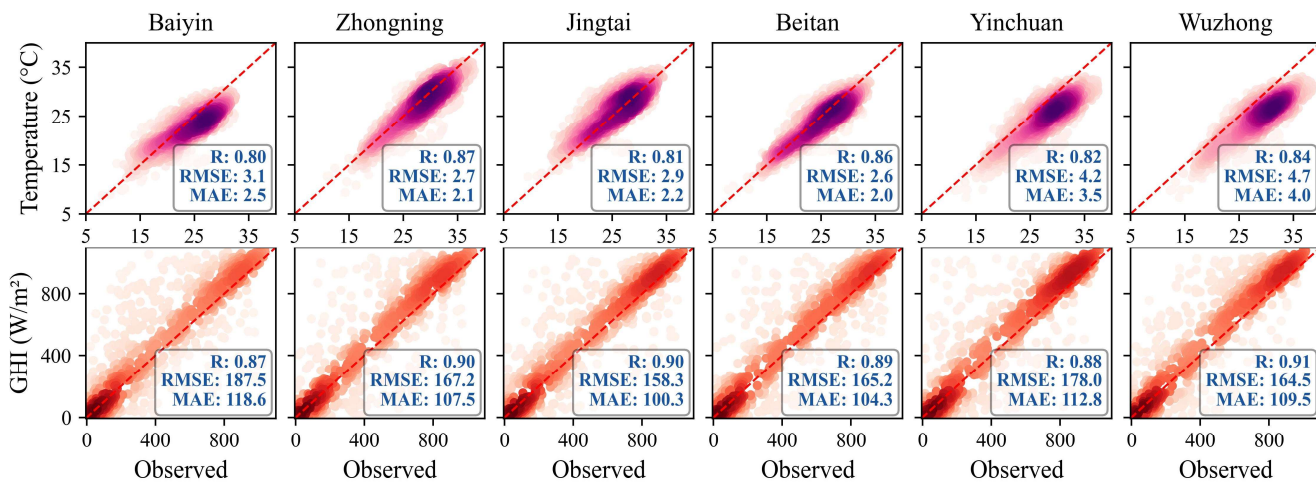 Baiyin Zhongning Jingtai Beitan Yinchuan Wuzhong
Temperature (°C)
35
25
15
5
R: 0.80
RMSE: 3.1
MAE: 2.5
R: 0.87
RMSE: 2.7
MAE: 2.1
R: 0.81
RMSE: 2.9
MAE: 2.2
R: 0.86
RMSE: 2.6
MAE: 2.0
R: 0.82
RMSE: 4.2
MAE: 3.5
R: 0.84
RMSE: 4.7
MAE: 4.0
5 15 25 35 5 15 25 35 5 15 25 35 5 15 25 35 5 15 25 35 5 15 25 35
GHI (W/m²)
800
400
0
R: 0.87
RMSE: 187.5
MAE: 118.6
R: 0.90
RMSE: 167.2
MAE: 107.5
R: 0.90
RMSE: 158.3
MAE: 100.3
R: 0.89
RMSE: 165.2
MAE: 104.3
R: 0.88
RMSE: 178.0
MAE: 112.8
R: 0.91
RMSE: 164.5
MAE: 109.5
0 400 800 0 400 800 0 400 800 0 400 800 0 400 800 0 400 800
Observed Observed Observed Observed Observed Observed